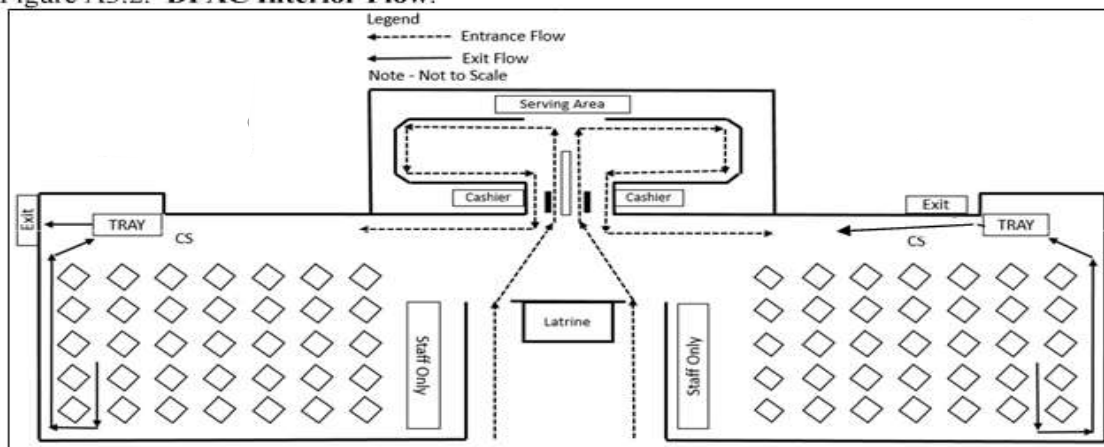 Figure A3.2. DFAC Interior Flow.
Legend
Entrance Flow
Exit Flow
Note - Not to Scale
Serving Area
Cashier
Cashier
Exit
TRAY
CS
Exit
TRAY
CS
Staff Only
Latrine
Staff Only